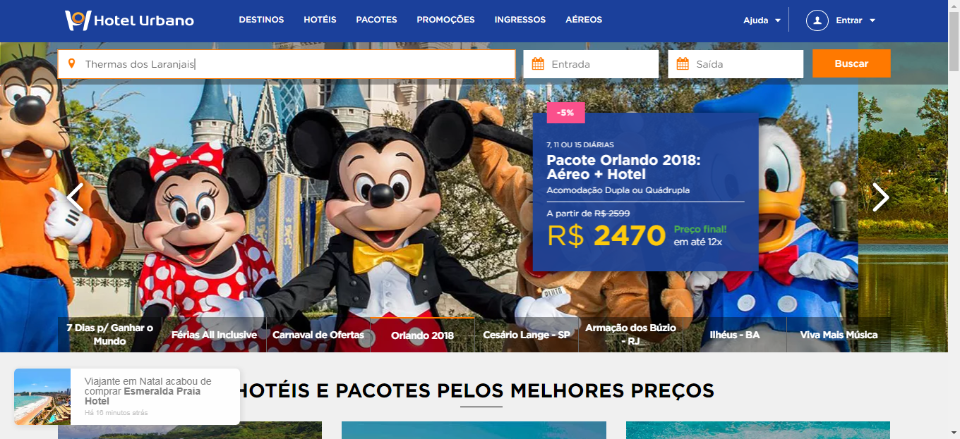 Hotel Urbano
DESTINOS HOTÉIS PACOTES PROMOÇÕES INGRESSOS AÉREOS
Ajuda Entrar
Thermas dos Laranjais
Entrada
Saída
Buscar
-5%
7, 11 OU 15 DIÁRIAS
Pacote Orlando 2018:
Aéreo + Hotel
Acomodação Dupla ou Quádrupla
A partir de R$ 2599
R$ 2470
Preço final!
em até 12x
7 Dias p/ Ganhar o
Mundo
Férias All Inclusive
Carnaval de Ofertas
Orlando 2018
Cesário Lange - SP
Armação dos Búzio
- RJ
Ilhéus - BA
Viva Mais Música
HOTÉIS E PACOTES PELOS MELHORES PREÇOS
Viajante em Natal acabou de
comprar Esmeralda Praia
Hotel
Há 16 minutos atrás